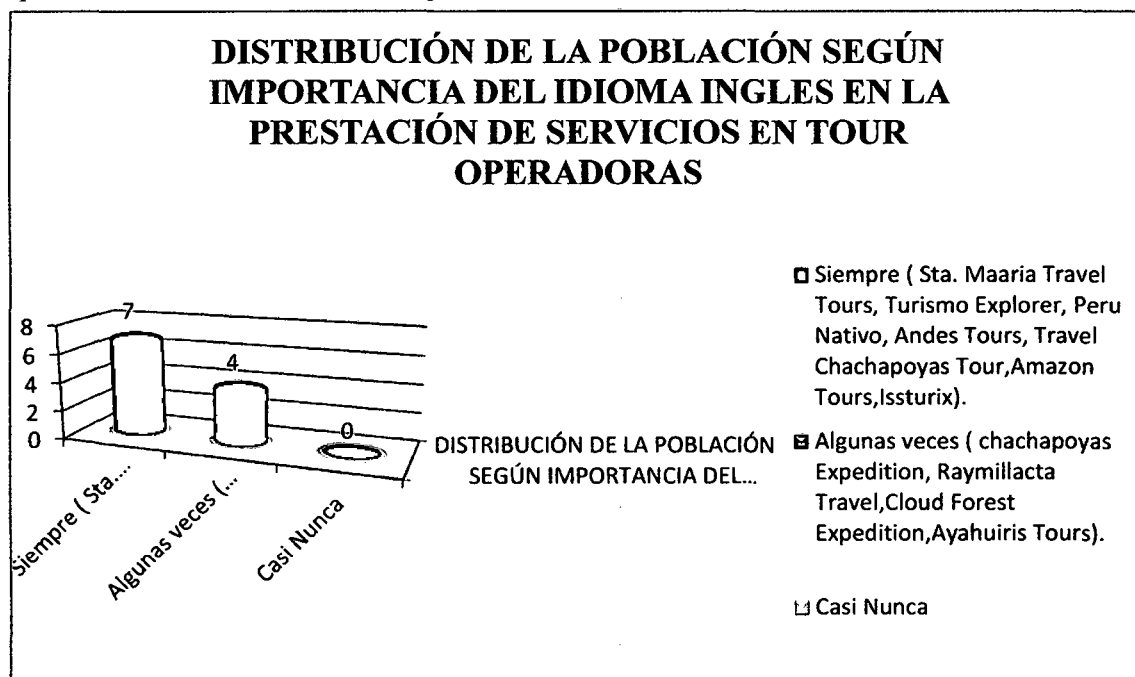 DISTRIBUCIÓN DE LA POBLACIÓN SEGÚN
IMPORTANCIA DEL IDIOMA INGLES EN LA
PRESTACIÓN DE SERVICIOS EN TOUR
OPERADORAS
8
6
4
2
0
7
4
0
Siempre ( Sta....
Algunas veces (...
Casi Nunca
DISTRIBUCIÓN DE LA POBLACIÓN
SEGÚN IMPORTANCIA DEL...
Siempre ( Sta. Maaria Travel
Tours, Turismo Explorer, Peru
Nativo, Andes Tours, Travel
Chachapoyas Tour,Amazon
Tours,Issturix).
Algunas veces ( chachapoyas
Expedition, Raymillacta
Travel,Cloud Forest
Expedition,Ayahuiris Tours).
Casi Nunca